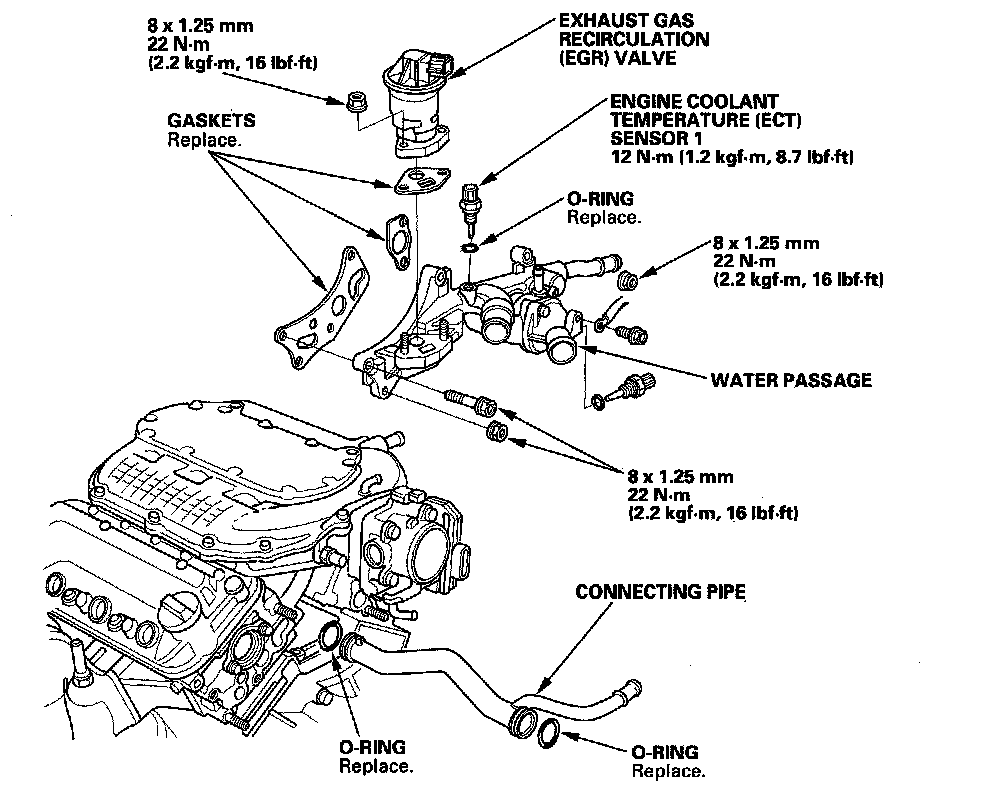 8 x 1.25 mm
22 N·m
(2.2 kgf·m, 16 lbf·ft)
EXHAUST GAS
RECIRCULATION
(EGR) VALVE
GASKETS
Replace.
ENGINE COOLANT
TEMPERATURE (ECT)
SENSOR 1
12 N·m (1.2 kgf·m, 8.7 lbf·ft)
O-RING
Replace.
8 x 1.25 mm
22 N·m
(2.2 kgf·m, 16 lbf·ft)
WATER PASSAGE
8 x 1.25 mm
22 N·m
(2.2 kgf·m, 16 lbf·ft)
CONNECTING PIPE
O-RING
Replace.
O-RING
Replace.